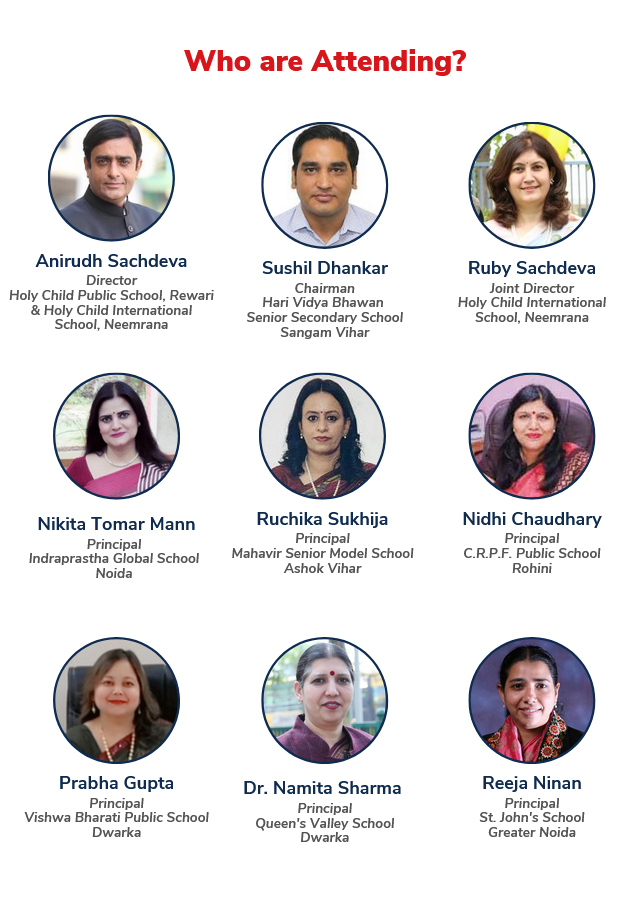 Who are Attending?
Anirudh Sachdeva
Director
Holy Child Public School, Rewari
& Holy Child International
School, Neemrana
Sushil Dhankar
Chairman
Hari Vidya Bhawan
Senior Secondary School
Sangam Vihar
Ruby Sachdeva
Joint Director
Holy Child International
School, Neemrana
Nikita Tomar Mann
Principal
Indraprastha Global School
Noida
Ruchika Sukhija
Principal
Mahavir Senior Model School
Ashok Vihar
Nidhi Chaudhary
Principal
C.R.P.F. Public School
Rohini
Prabha Gupta
Principal
Vishwa Bharati Public School
Dwarka
Dr. Namita Sharma
Principal
Queen's Valley School
Dwarka
Reeja Ninan
Principal
St. John's School
Greater Noida